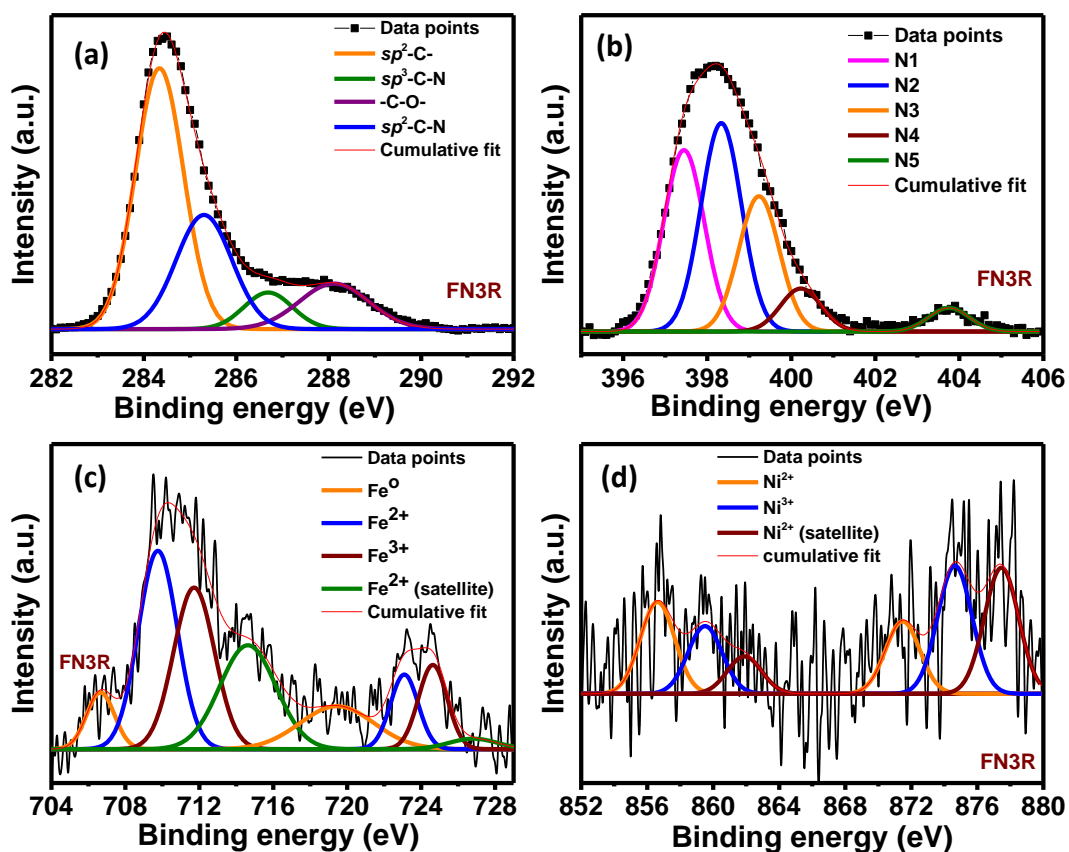 (a)
Data points
sp²-C-
sp³-C-N
-C-O-
sp²-C-N
Cumulative fit
FN3R
Intensity (a.u.)
282 284 286 288 290 292
Binding energy (eV)
(b)
Data points
N1
N2
N3
N4
N5
Cumulative fit
FN3R
Intensity (a.u.)
396 398 400 402 404 406
Binding energy (eV)
(c)
Data points
Feº
Fe²⁺
Fe³⁺
Fe²⁺ (satellite)
Cumulative fit
FN3R
Intensity (a.u.)
704 708 712 716 720 724 728
Binding energy (eV)
(d)
Data points
Ni²⁺
Ni³⁺
Ni²⁺ (satellite)
cumulative fit
FN3R
Intensity (a.u.)
852 856 860 864 868 872 876 880
Binding energy (eV)